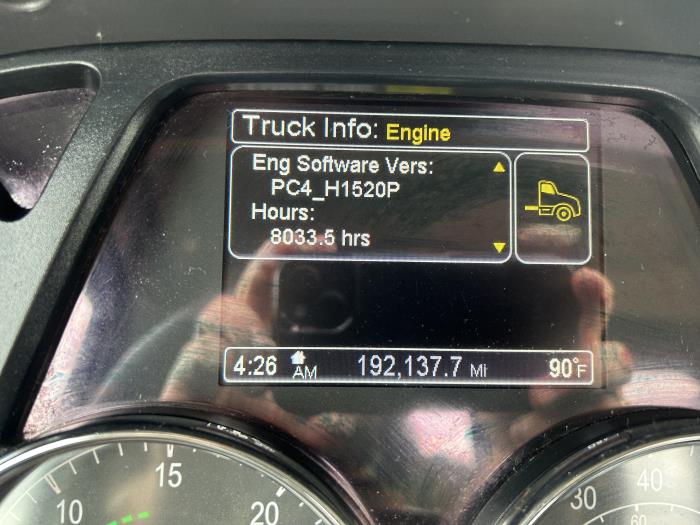 Truck Info: Engine
Eng Software Vers:
PC4_H1520P
Hours:
8033.5 hrs
4:26 AM 192,137.7 Mi 90°F
10 15 20
30 40
60